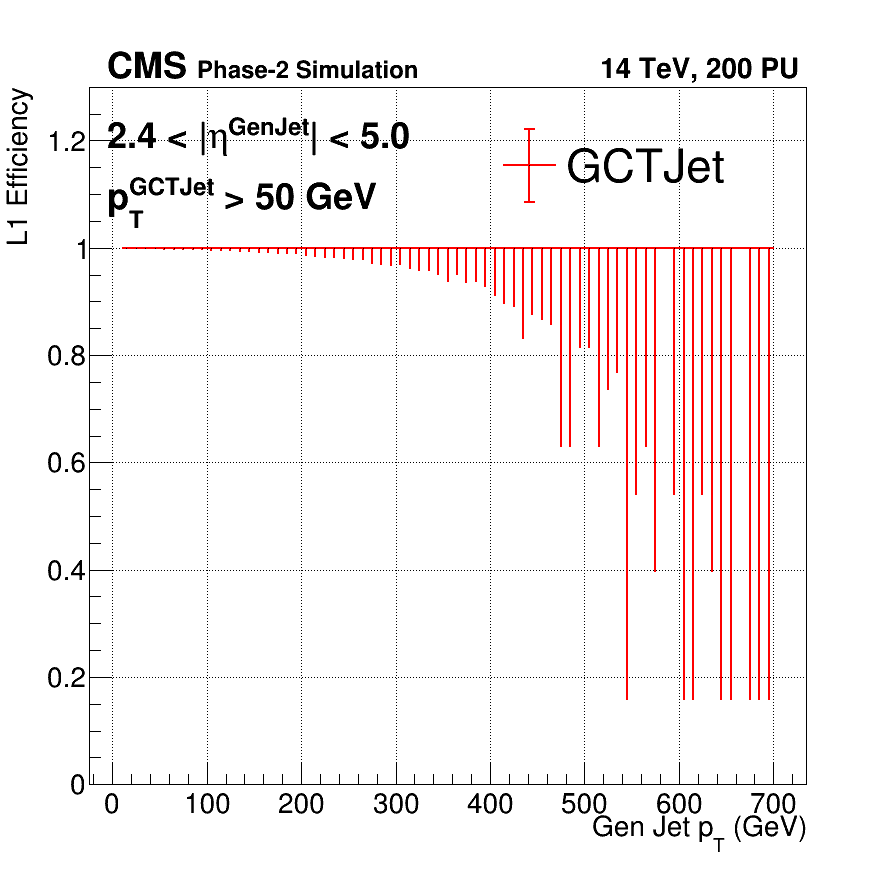 CMS Phase-2 Simulation 14 TeV, 200 PU
L1 Efficiency
2.4 < |η^GenJet| < 5.0
p_T^GCTJet > 50 GeV
GCTJet
1.2
1
0.8
0.6
0.4
0.2
0
0 100 200 300 400 500 600 700
Gen Jet p_T (GeV)